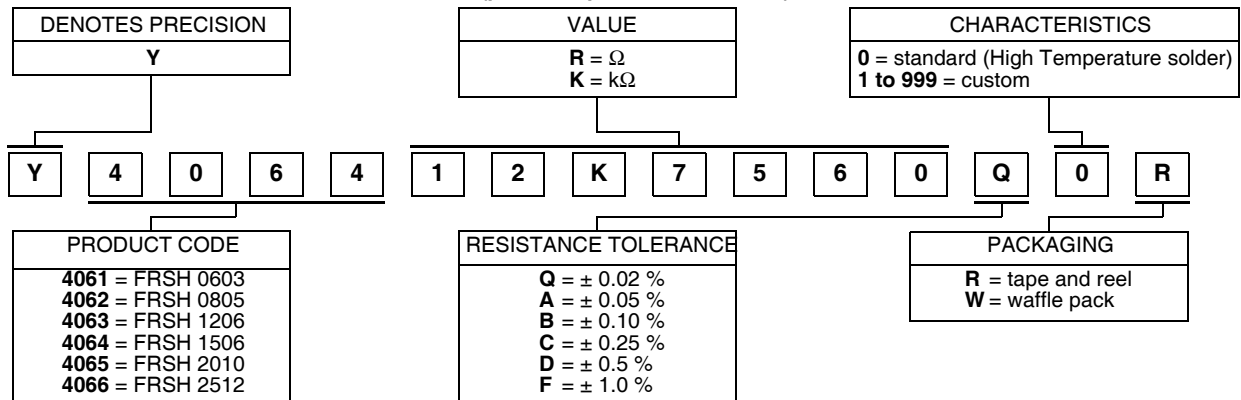 DENOTES PRECISION
Y
VALUE
R = Ω
K = kΩ
CHARACTERISTICS
0 = standard (High Temperature solder)
1 to 999 = custom
Y 4 0 6 4 1 2 K 7 5 6 0 Q 0 R
PRODUCT CODE
4061 = FRSH 0603
4062 = FRSH 0805
4063 = FRSH 1206
4064 = FRSH 1506
4065 = FRSH 2010
4066 = FRSH 2512
RESISTANCE TOLERANCE
Q = ± 0.02 %
A = ± 0.05 %
B = ± 0.10 %
C = ± 0.25 %
D = ± 0.5 %
F = ± 1.0 %
PACKAGING
R = tape and reel
W = waffle pack